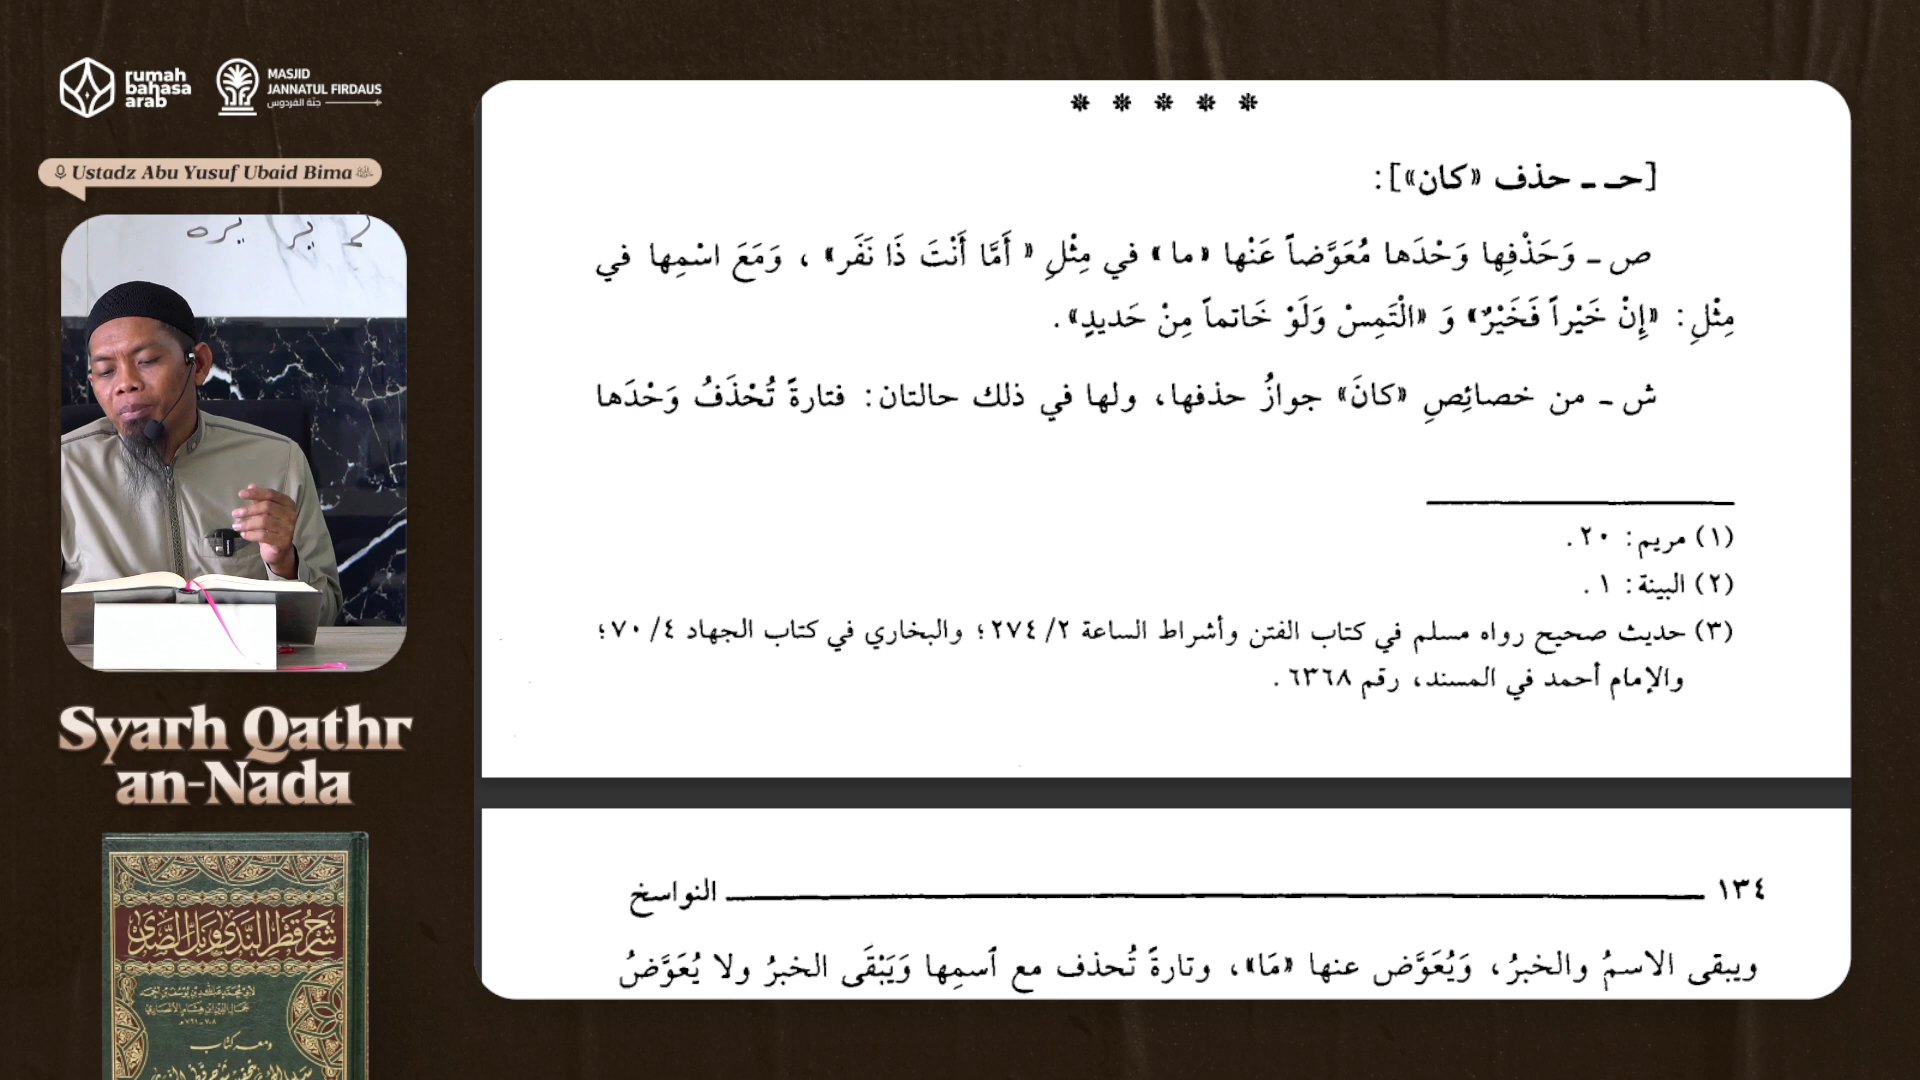 rumah
bahasa
arab
MASJID
JANNATUL FIRDAUS
جنة الفردوس
Ustadz Abu Yusuf Ubaid Bima
Syarh Qathr
an-Nada
شرح قطر الندى وبل الصدى
ومعه كتاب
[حـ ـ حذف «كان»]:
ص ـ وَحَذْفِها وَحْدَها مُعَوَّضاً عَنْها «ما» في مِثْلِ «أَمَّا أَنْتَ ذَا نَفَر» ، وَمَعَ اسْمِها في
مِثْلِ: «إِنْ خَيْراً فَخَيْرٌ» وَ «الْتَمِسْ وَلَوْ خَاتماً مِنْ حَديدٍ».
ش ـ من خصائِصِ «كانَ» جوازُ حذفها، ولها في ذلك حالتان: فتارةً تُحْذَفُ وَحْدَها
(١) مريم: ٢٠.
(٢) البينة: ١.
(٣) حديث صحيح رواه مسلم في كتاب الفتن وأشراط الساعة ٢/ ٢٧٤؛ والبخاري في كتاب الجهاد ٤/ ٧٠؛
والإمام أحمد في المسند، رقم ٦٣٦٨.
١٣٤ النواسخ
ويبقى الاسمُ والخبرُ، وَيُعَوَّض عنها «مَا»، وتارةً تُحذف مع ٱسمِها وَيَبْقَى الخبرُ ولا يُعَوَّضُ